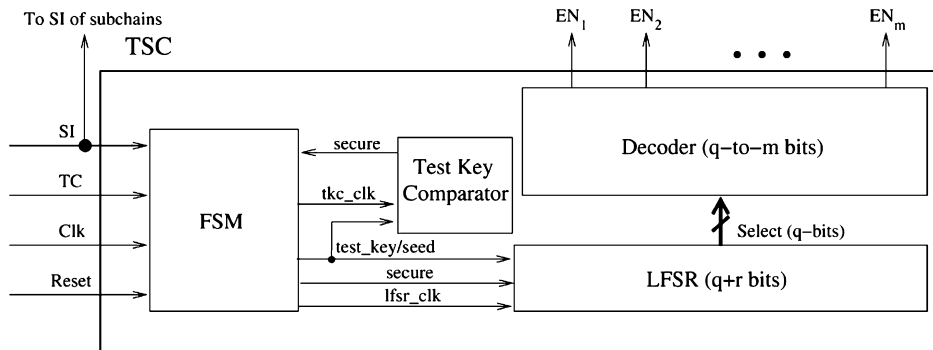 To SI of subchains
TSC
EN1
EN2
ENm
SI
TC
Clk
Reset
FSM
secure
tkc_clk
test_key/seed
secure
lfsr_clk
Test Key
Comparator
Decoder (q-to-m bits)
Select (q-bits)
LFSR (q+r bits)